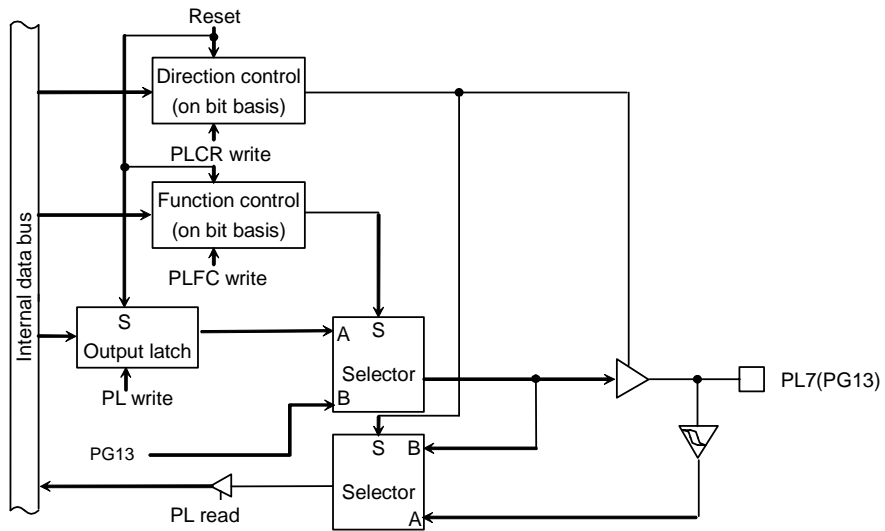 Reset
Direction control
(on bit basis)
PLCR write
Function control
(on bit basis)
PLFC write
Internal data bus
S
Output latch
PL write
A
S
Selector
B
PL7(PG13)
PG13
S
B
Selector
A
PL read